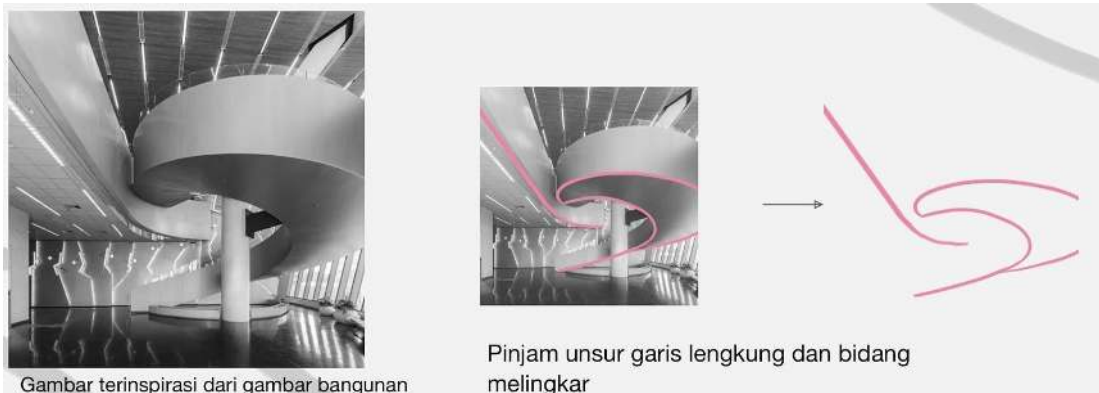 Gambar terinspirasi dari gambar bangunan
Pinjam unsur garis lengkung dan bidang
melingkar